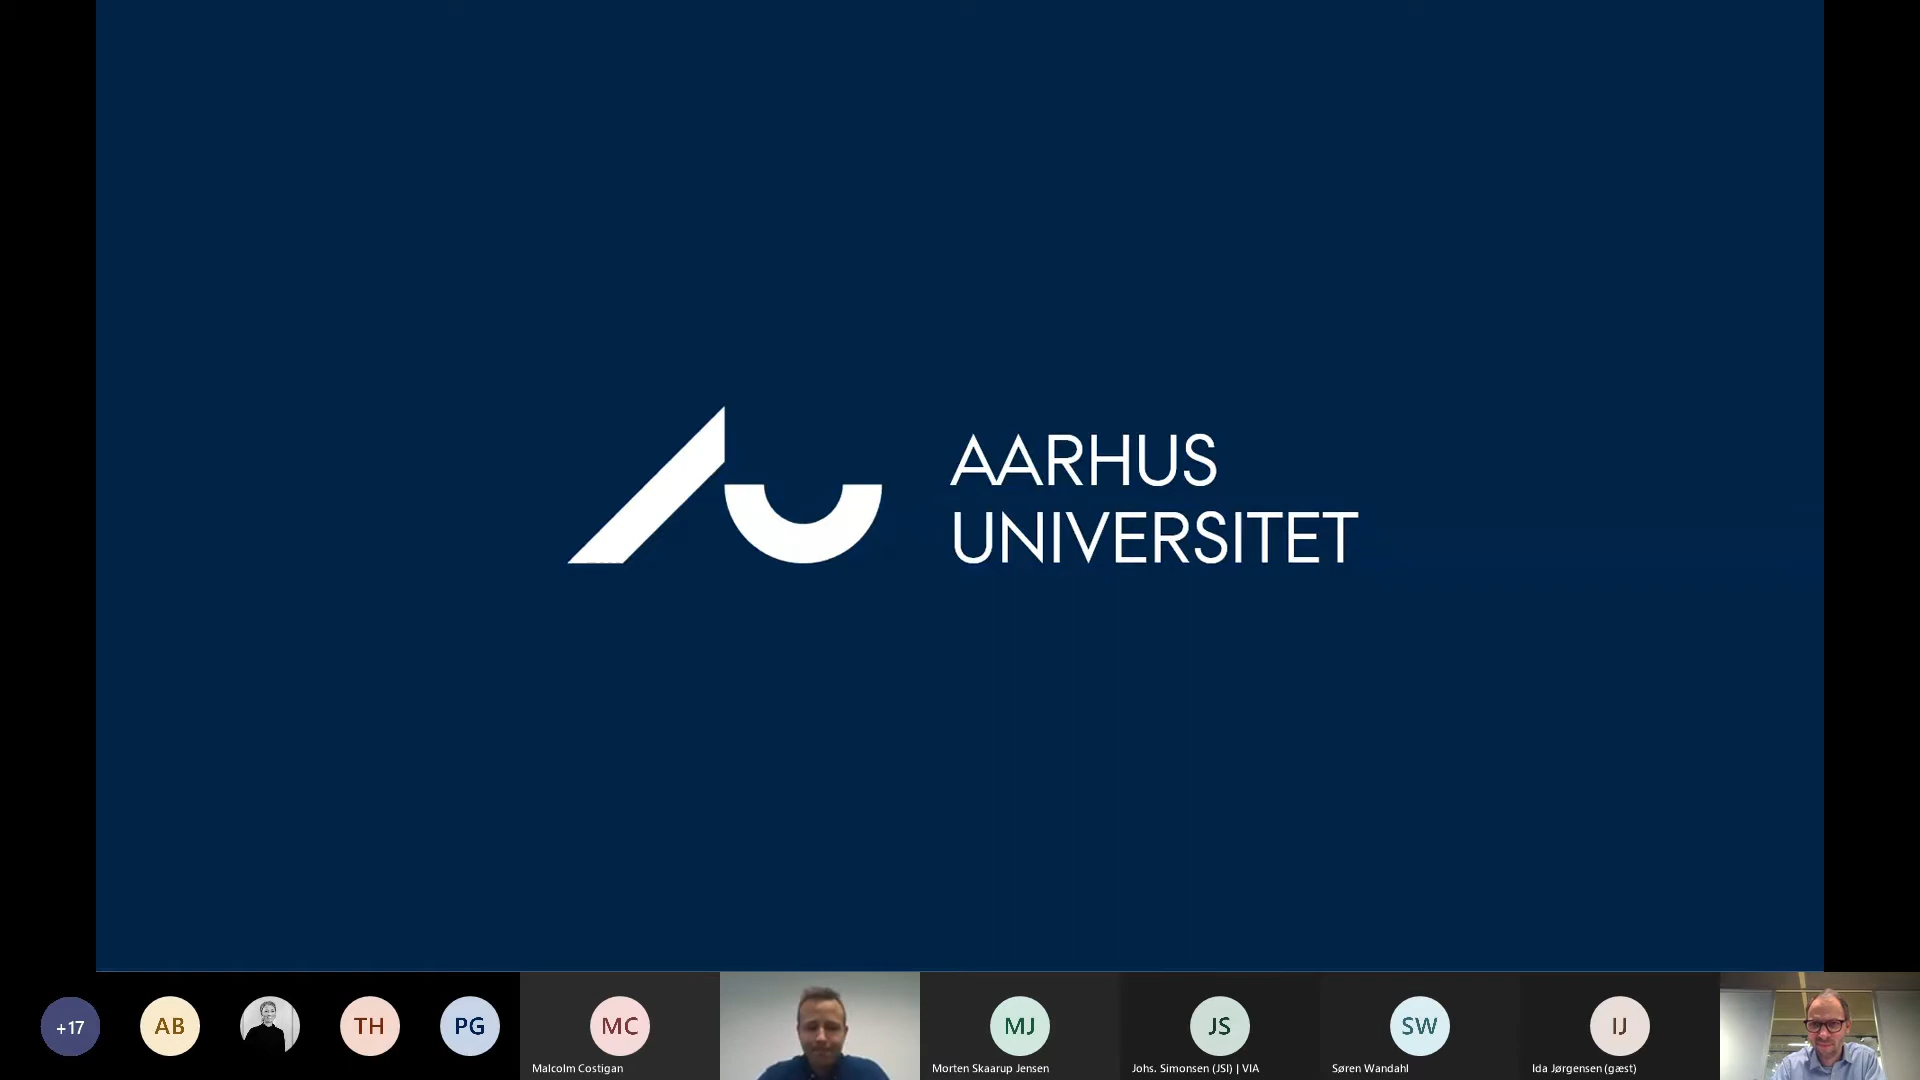 AARHUS
UNIVERSITET
+17
AB
TH
PG
MC
MJ
JS
SW
IJ
Malcolm Costigan
Morten Skaarup Jensen
Johs. Simonsen (JSI) | VIA
Søren Wandahl
Ida Jørgensen (gæst)